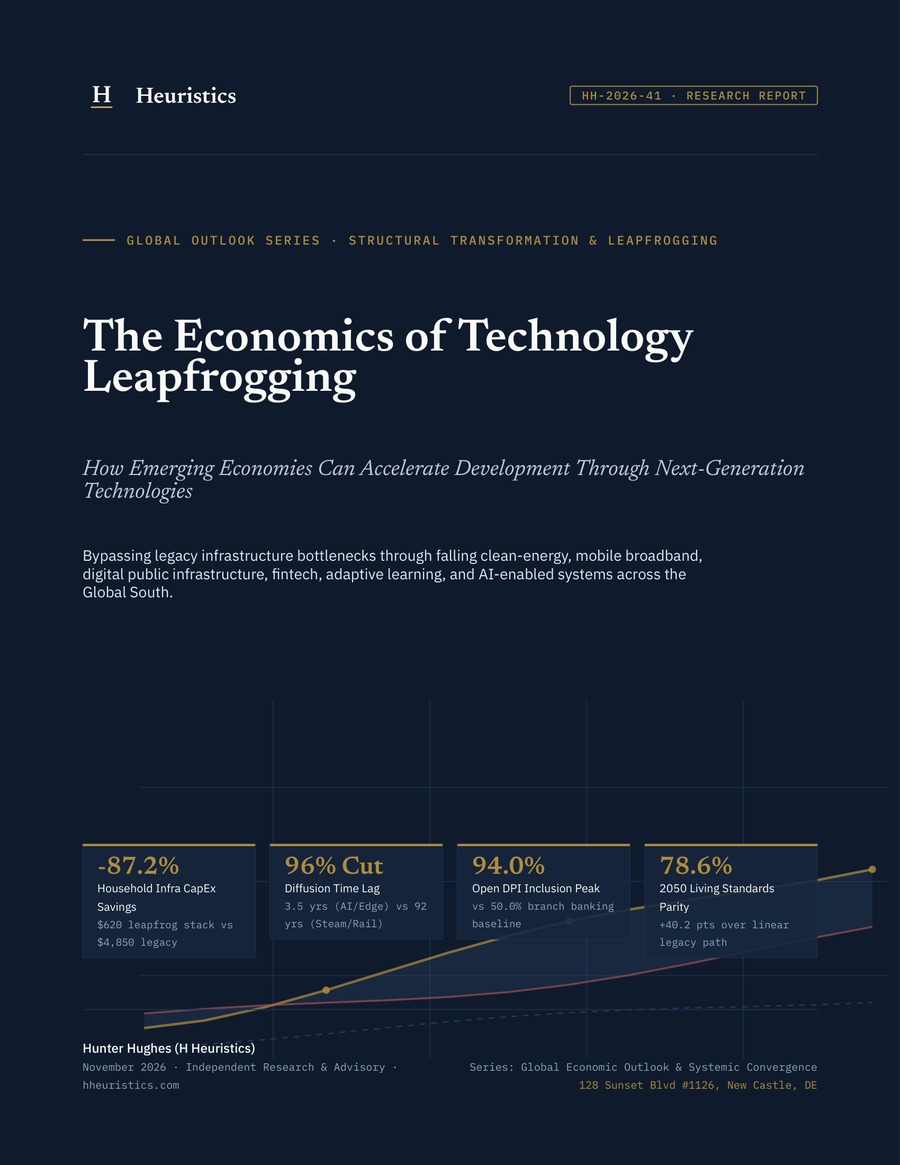 H Heuristics
HH-2026-41 · RESEARCH REPORT
GLOBAL OUTLOOK SERIES · STRUCTURAL TRANSFORMATION & LEAPFROGGING
The Economics of Technology
Leapfrogging
How Emerging Economies Can Accelerate Development Through Next-Generation
Technologies
Bypassing legacy infrastructure bottlenecks through falling clean-energy, mobile broadband,
digital public infrastructure, fintech, adaptive learning, and AI-enabled systems across the
Global South.
-87.2%
Household Infra CapEx
Savings
$620 leapfrog stack vs
$4,850 legacy
96% Cut
Diffusion Time Lag
3.5 yrs (AI/Edge) vs 92
yrs (Steam/Rail)
94.0%
Open DPI Inclusion Peak
vs 50.0% branch banking
baseline
78.6%
2050 Living Standards
Parity
+40.2 pts over linear
legacy path
Hunter Hughes (H Heuristics)
November 2026 · Independent Research & Advisory ·
hheuristics.com
Series: Global Economic Outlook & Systemic Convergence
128 Sunset Blvd #1126, New Castle, DE